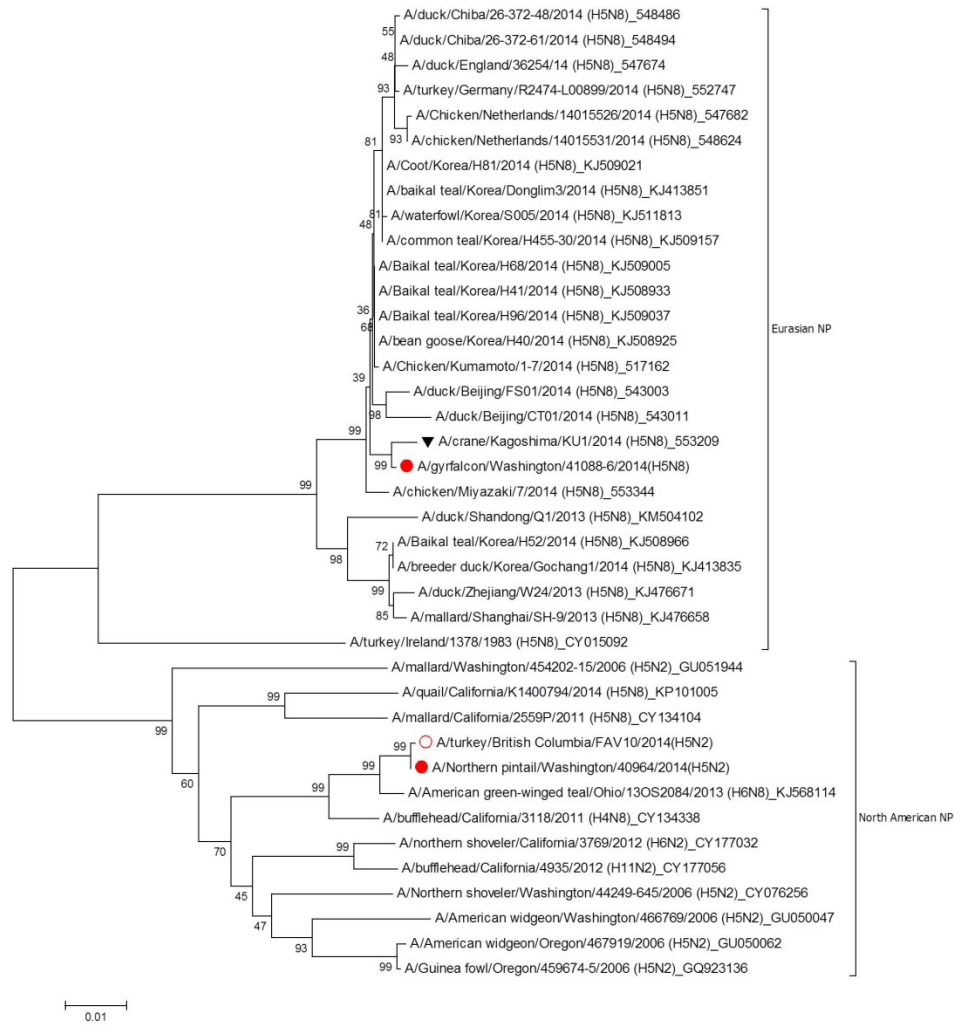 A/duck/Chiba/26-372-48/2014 (H5N8)_548486
55
A/duck/Chiba/26-372-61/2014 (H5N8)_548494
48
A/duck/England/36254/14 (H5N8)_547674
93
A/turkey/Germany/R2474-L00899/2014 (H5N8)_552747
A/Chicken/Netherlands/14015526/2014 (H5N8)_547682
93
A/chicken/Netherlands/14015531/2014 (H5N8)_548624
81
A/Coot/Korea/H81/2014 (H5N8)_KJ509021
A/baikal teal/Korea/Donglim3/2014 (H5N8)_KJ413851
81
A/waterfowl/Korea/S005/2014 (H5N8)_KJ511813
48
A/common teal/Korea/H455-30/2014 (H5N8)_KJ509157
A/Baikal teal/Korea/H68/2014 (H5N8)_KJ509005
A/Baikal teal/Korea/H41/2014 (H5N8)_KJ508933
36
A/Baikal teal/Korea/H96/2014 (H5N8)_KJ509037
68
Eurasian NP
A/bean goose/Korea/H40/2014 (H5N8)_KJ508925
A/Chicken/Kumamoto/1-7/2014 (H5N8)_517162
39
A/duck/Beijing/FS01/2014 (H5N8)_543003
98
A/duck/Beijing/CT01/2014 (H5N8)_543011
99
A/crane/Kagoshima/KU1/2014 (H5N8)_553209
99
A/gyrfalcon/Washington/41088-6/2014(H5N8)
99
A/chicken/Miyazaki/7/2014 (H5N8)_553344
A/duck/Shandong/Q1/2013 (H5N8)_KM504102
72
A/Baikal teal/Korea/H52/2014 (H5N8)_KJ508966
98
A/breeder duck/Korea/Gochang1/2014 (H5N8)_KJ413835
99
A/duck/Zhejiang/W24/2013 (H5N8)_KJ476671
85
A/mallard/Shanghai/SH-9/2013 (H5N8)_KJ476658
A/turkey/Ireland/1378/1983 (H5N8)_CY015092
A/mallard/Washington/454202-15/2006 (H5N2)_GU051944
99
A/quail/California/K1400794/2014 (H5N8)_KP101005
99
A/mallard/California/2559P/2011 (H5N8)_CY134104
99
A/turkey/British Columbia/FAV10/2014(H5N2)
60
A/Northern pintail/Washington/40964/2014(H5N2)
99
A/American green-winged teal/Ohio/13OS2084/2013 (H6N8)_KJ568114
99
A/bufflehead/California/3118/2011 (H4N8)_CY134338
North American NP
70
A/northern shoveler/California/3769/2012 (H6N2)_CY177032
99
A/bufflehead/California/4935/2012 (H11N2)_CY177056
45
A/Northern shoveler/Washington/44249-645/2006 (H5N2)_CY076256
47
A/American widgeon/Washington/466769/2006 (H5N2)_GU050047
93
A/American widgeon/Oregon/467919/2006 (H5N2)_GU050062
99
A/Guinea fowl/Oregon/459674-5/2006 (H5N2)_GQ923136
0.01